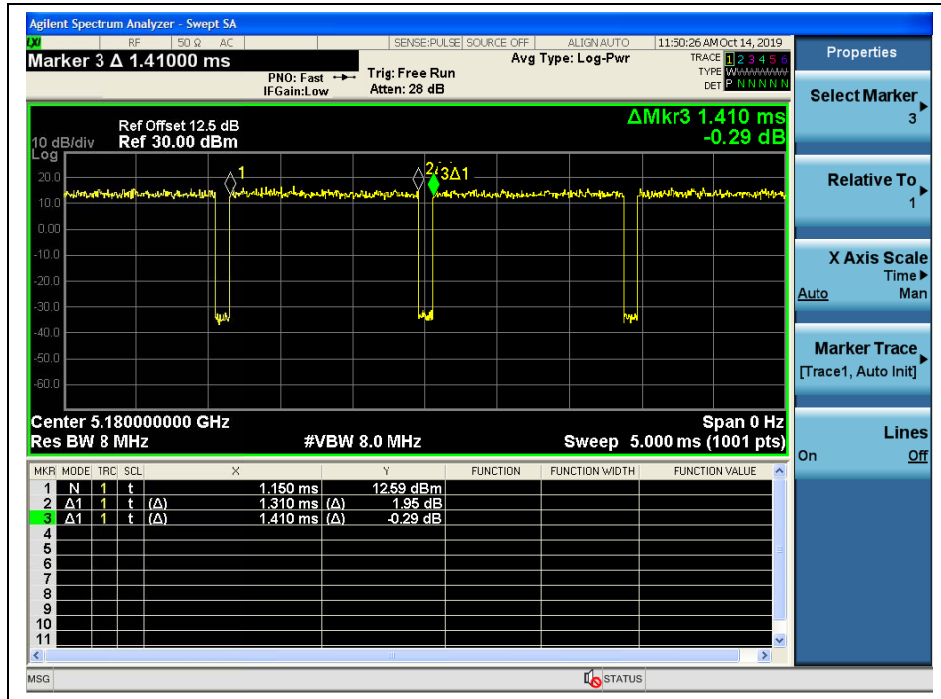 Agilent Spectrum Analyzer - Swept SA
LXI RF 50 Ω AC SENSE:PULSE SOURCE OFF ALIGN AUTO 11:50:26 AM Oct 14, 2019
Marker 3 Δ 1.41000 ms
PNO: Fast
IFGain:Low
Trig: Free Run
Atten: 28 dB
Avg Type: Log-Pwr
TRACE 1 2 3 4 5 6
TYPE WWWWWW
DET P N N N N N
Ref Offset 12.5 dB
10 dB/div Ref 30.00 dBm
Log
ΔMkr3 1.410 ms
-0.29 dB
20.0
10.0
0.00
-10.0
-20.0
-30.0
-40.0
-50.0
-60.0
1
3Δ1
Center 5.180000000 GHz Span 0 Hz
Res BW 8 MHz #VBW 8.0 MHz Sweep 5.000 ms (1001 pts)
MKR MODE TRC SCL X Y FUNCTION FUNCTION WIDTH FUNCTION VALUE
1 N 1 t 1.150 ms 12.59 dBm
2 Δ1 1 t (Δ) 1.310 ms (Δ) 1.95 dB
3 Δ1 1 t (Δ) 1.410 ms (Δ) -0.29 dB
4
5
6
7
8
9
10
11
MSG STATUS
Properties
Select Marker
3
Relative To
1
X Axis Scale
Time
Auto Man
Marker Trace
[Trace1, Auto Init]
Lines
On Off